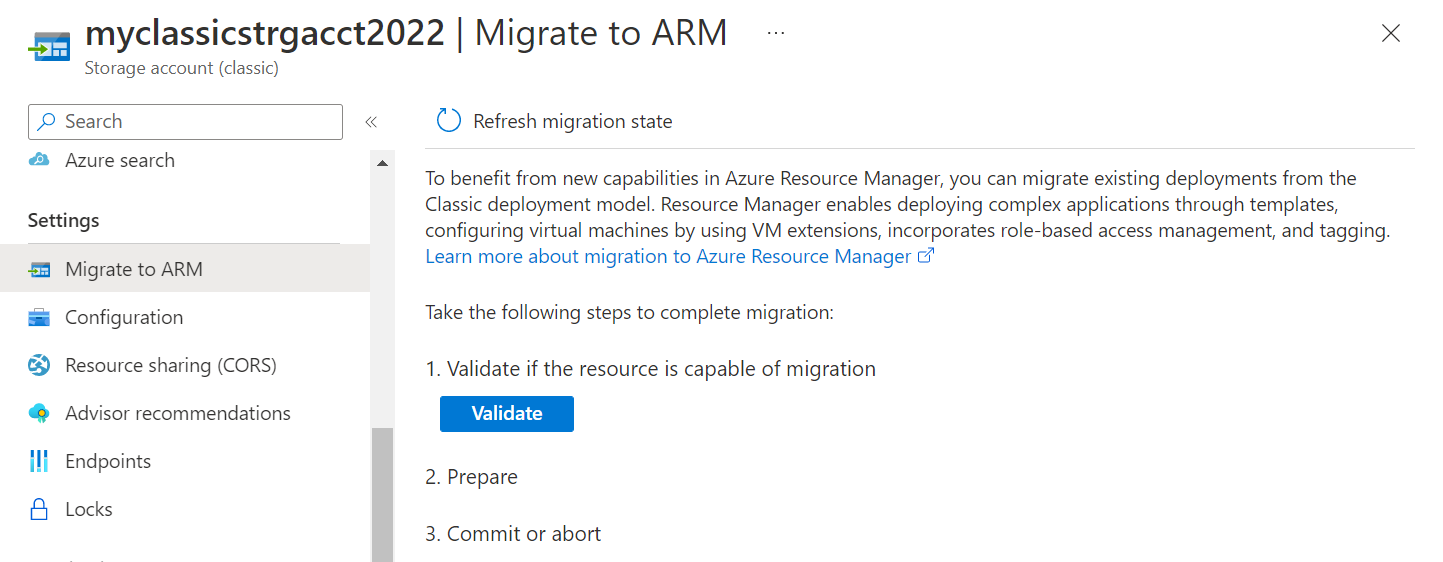 myclassicstrgacct2022 | Migrate to ARM ...
Storage account (classic)
Search
«
Refresh migration state
Azure search
Settings
Migrate to ARM
Configuration
Resource sharing (CORS)
Advisor recommendations
Endpoints
Locks
To benefit from new capabilities in Azure Resource Manager, you can migrate existing deployments from the
Classic deployment model. Resource Manager enables deploying complex applications through templates,
configuring virtual machines by using VM extensions, incorporates role-based access management, and tagging.
Learn more about migration to Azure Resource Manager
Take the following steps to complete migration:
1. Validate if the resource is capable of migration
Validate
2. Prepare
3. Commit or abort